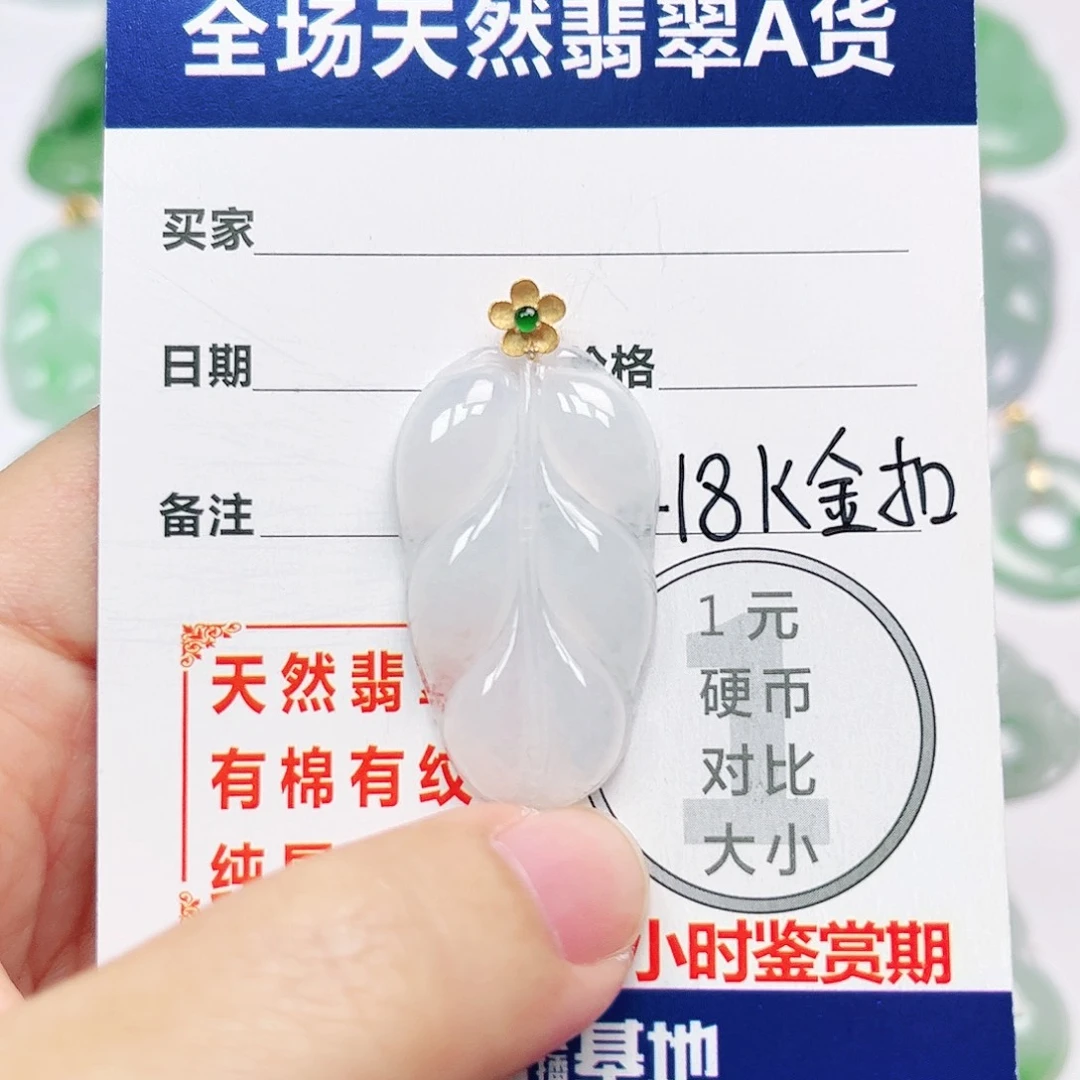 全场天然翡翠A货
买家
日期
格
备注
18K金扣
1元
硬币
对比
大小
天然翡
有棉有纹
小时鉴赏期
播基地